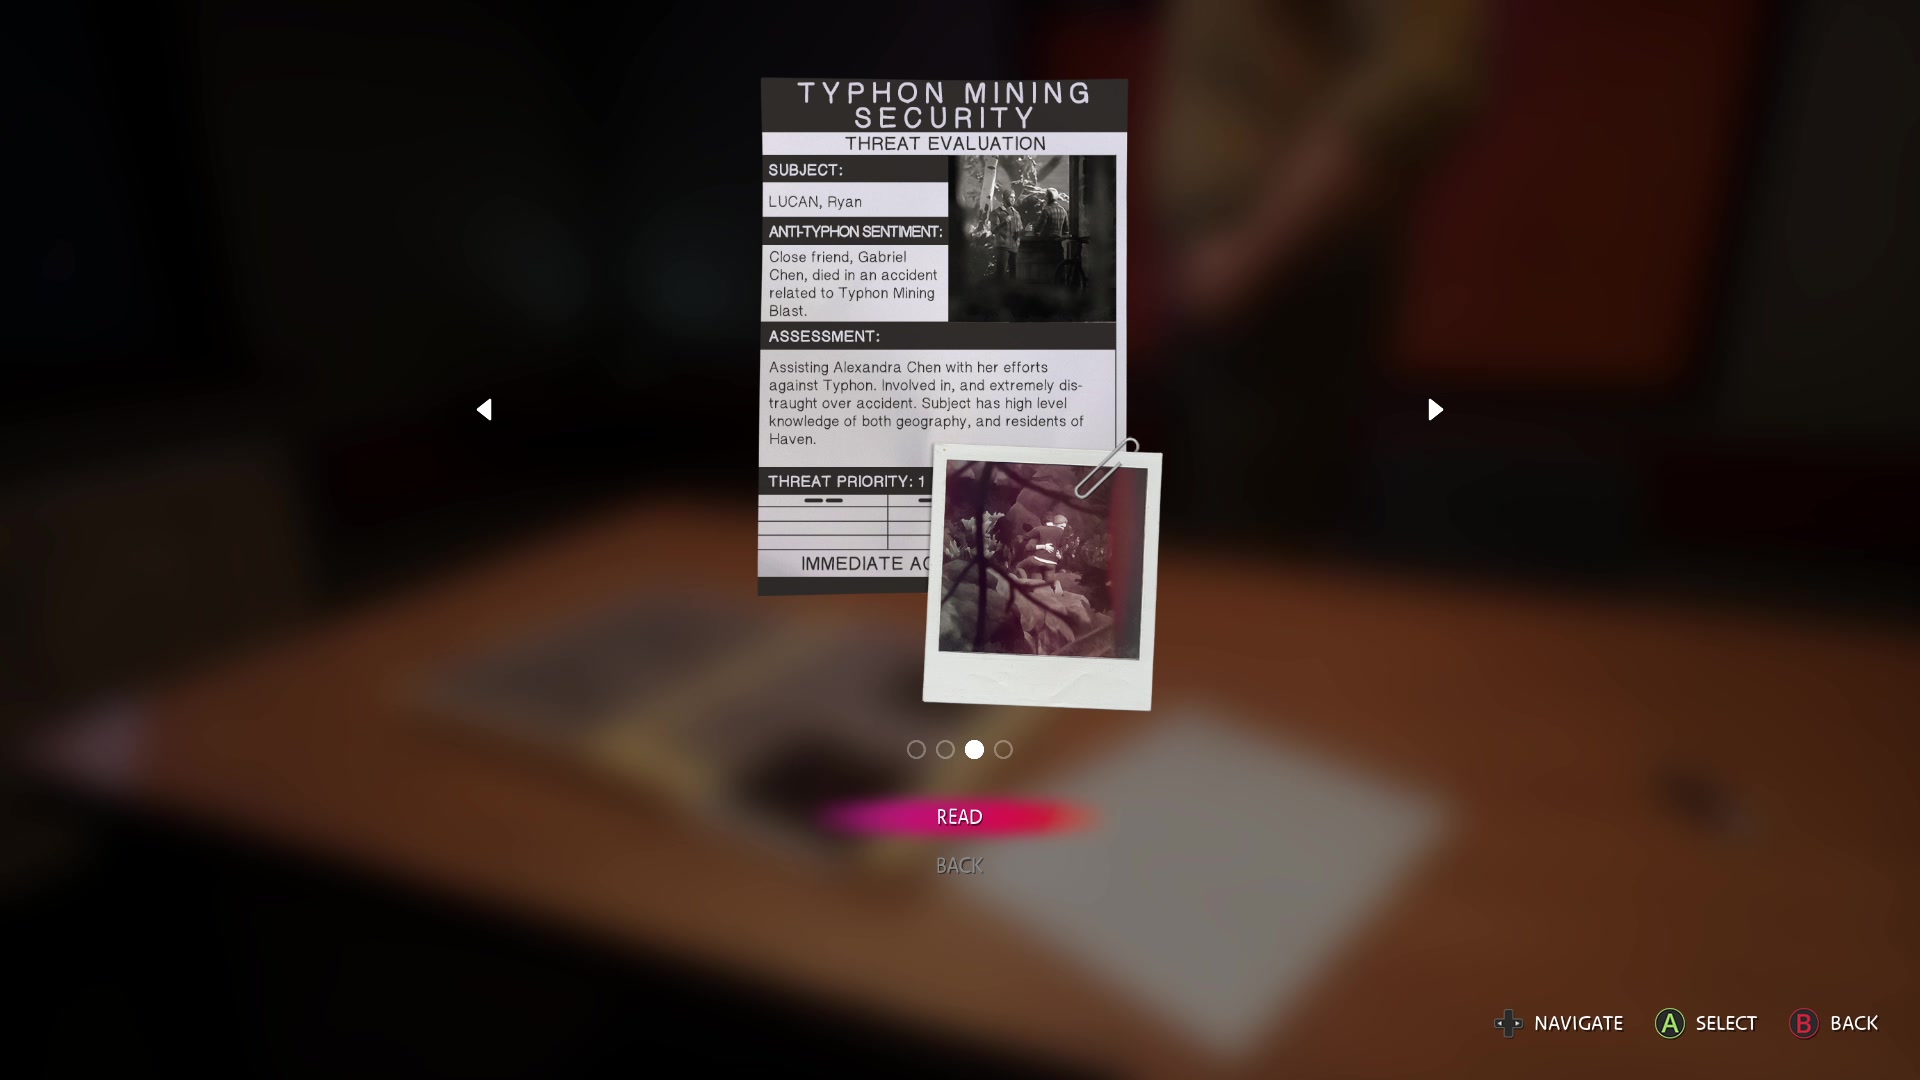 TYPHON MINING
SECURITY
THREAT EVALUATION
SUBJECT:
LUCAN, Ryan
ANTI-TYPHON SENTIMENT:
Close friend, Gabriel
Chen, died in an accident
related to Typhon Mining
Blast.
ASSESSMENT:
Assisting Alexandra Chen with her efforts
against Typhon. Involved in, and extremely dis-
traught over accident. Subject has high level
knowledge of both geography, and residents of
Haven.
THREAT PRIORITY: 1
IMMEDIATE
READ
BACK
NAVIGATE
A SELECT
B BACK